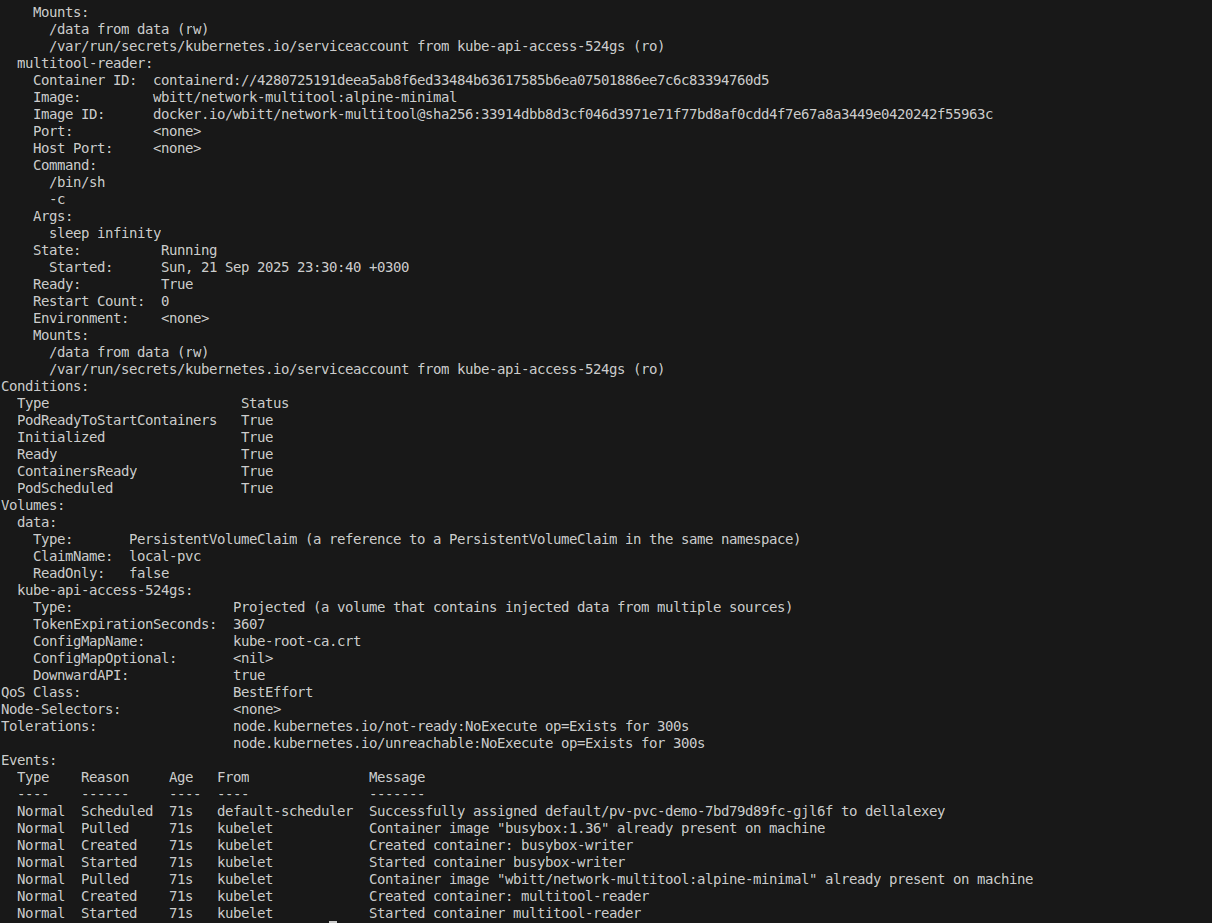 Mounts:
      /data from data (rw)
      /var/run/secrets/kubernetes.io/serviceaccount from kube-api-access-524gs (ro)
  multitool-reader:
    Container ID:  containerd://4280725191deea5ab8f6ed33484b63617585b6ea07501886ee7c6c83394760d5
    Image:         wbitt/network-multitool:alpine-minimal
    Image ID:      docker.io/wbitt/network-multitool@sha256:33914dbb8d3cf046d3971e71f77bd8af0cdd4f7e67a8a3449e0420242f55963c
    Port:          <none>
    Host Port:     <none>
    Command:
      /bin/sh
      -c
    Args:
      sleep infinity
    State:          Running
      Started:      Sun, 21 Sep 2025 23:30:40 +0300
    Ready:          True
    Restart Count:  0
    Environment:    <none>
    Mounts:
      /data from data (rw)
      /var/run/secrets/kubernetes.io/serviceaccount from kube-api-access-524gs (ro)
Conditions:
  Type                        Status
  PodReadyToStartContainers   True
  Initialized                 True
  Ready                       True
  ContainersReady             True
  PodScheduled                True
Volumes:
  data:
    Type:       PersistentVolumeClaim (a reference to a PersistentVolumeClaim in the same namespace)
    ClaimName:  local-pvc
    ReadOnly:   false
  kube-api-access-524gs:
    Type:                    Projected (a volume that contains injected data from multiple sources)
    TokenExpirationSeconds:  3607
    ConfigMapName:           kube-root-ca.crt
    ConfigMapOptional:       <nil>
    DownwardAPI:             true
QoS Class:                   BestEffort
Node-Selectors:              <none>
Tolerations:                 node.kubernetes.io/not-ready:NoExecute op=Exists for 300s
                             node.kubernetes.io/unreachable:NoExecute op=Exists for 300s
Events:
  Type    Reason     Age   From               Message
  ----    ------     ----  ----               -------
  Normal  Scheduled  71s   default-scheduler  Successfully assigned default/pv-pvc-demo-7bd79d89fc-gjl6f to dellalexey
  Normal  Pulled     71s   kubelet            Container image "busybox:1.36" already present on machine
  Normal  Created    71s   kubelet            Created container: busybox-writer
  Normal  Started    71s   kubelet            Started container busybox-writer
  Normal  Pulled     71s   kubelet            Container image "wbitt/network-multitool:alpine-minimal" already present on machine
  Normal  Created    71s   kubelet            Created container: multitool-reader
  Normal  Started    71s   kubelet            Started container multitool-reader